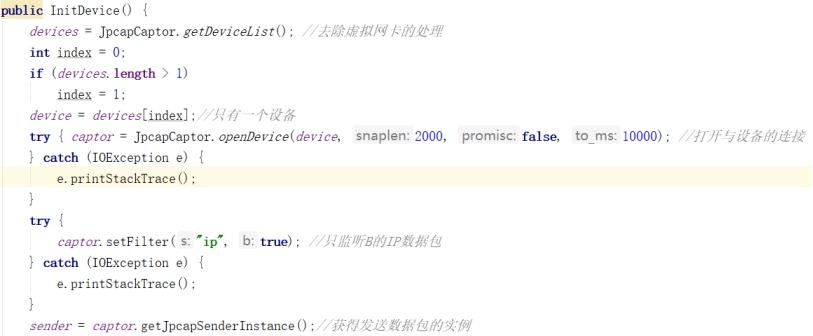 public InitDevice() {
devices = JpcapCaptor.getDeviceList(); //去除虚拟网卡的处理
int index = 0;
if (devices.length > 1)
index = 1;
device = devices[index];//只有一个设备
try { captor = JpcapCaptor.openDevice(device, snaplen: 2000, promisc: false, to_ms: 10000); //打开与设备的连接
} catch (IOException e) {
e.printStackTrace();
}
try {
captor.setFilter( s: "ip", b: true); //只监听B的IP数据包
} catch (IOException e) {
e.printStackTrace();
}
sender = captor.getJpcapSenderInstance();//获得发送数据包的实例